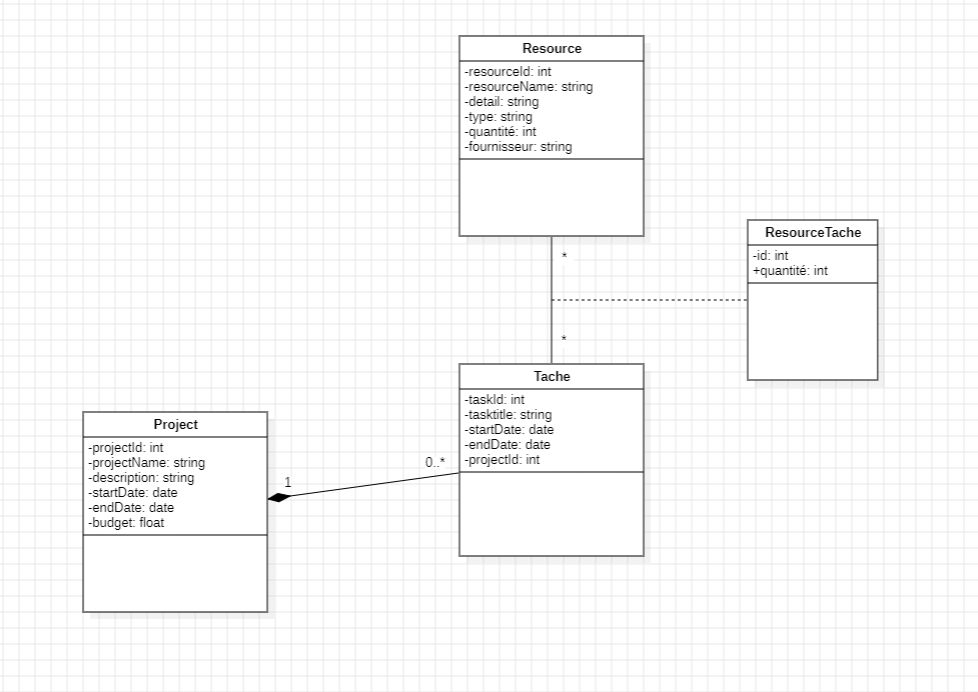 Resource
-resourceId: int
-resourceName: string
-detail: string
-type: string
-quantité: int
-fournisseur: string
*
ResourceTache
-id: int
+quantité: int
*
Tache
-taskId: int
-tasktitle: string
-startDate: date
-endDate: date
-projectId: int
Project
-projectId: int
-projectName: string
-description: string
-startDate: date
-endDate: date
-budget: float
1
0..*